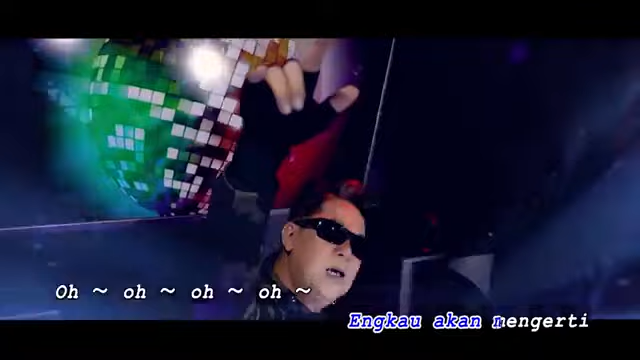 Oh ~ oh ~ oh ~ oh ~
Engkau akan mengerti